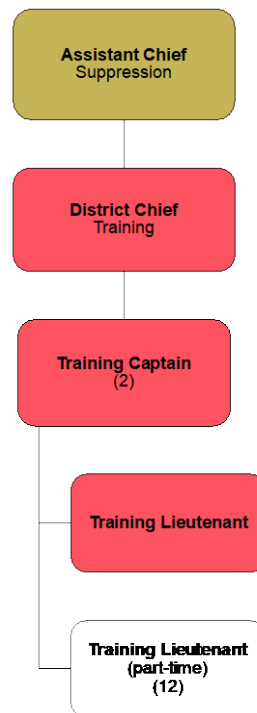 Assistant Chief
Suppression
District Chief
Training
Training Captain
(2)
Training Lieutenant
Training Lieutenant
(part-time)
(12)